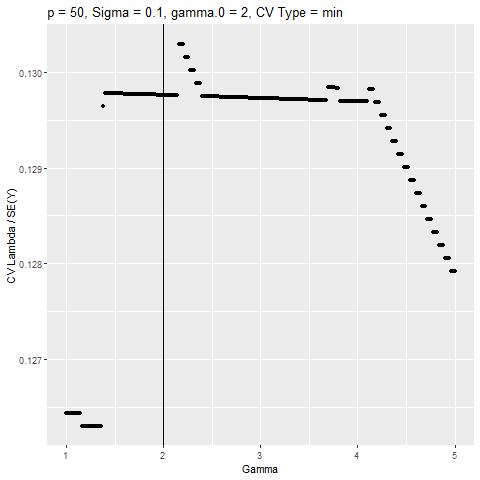 p = 50, Sigma = 0.1, gamma.0 = 2, CV Type = min
CV Lambda / SE(Y)
0.130
0.129
0.128
0.127
1 2 3 4 5
Gamma